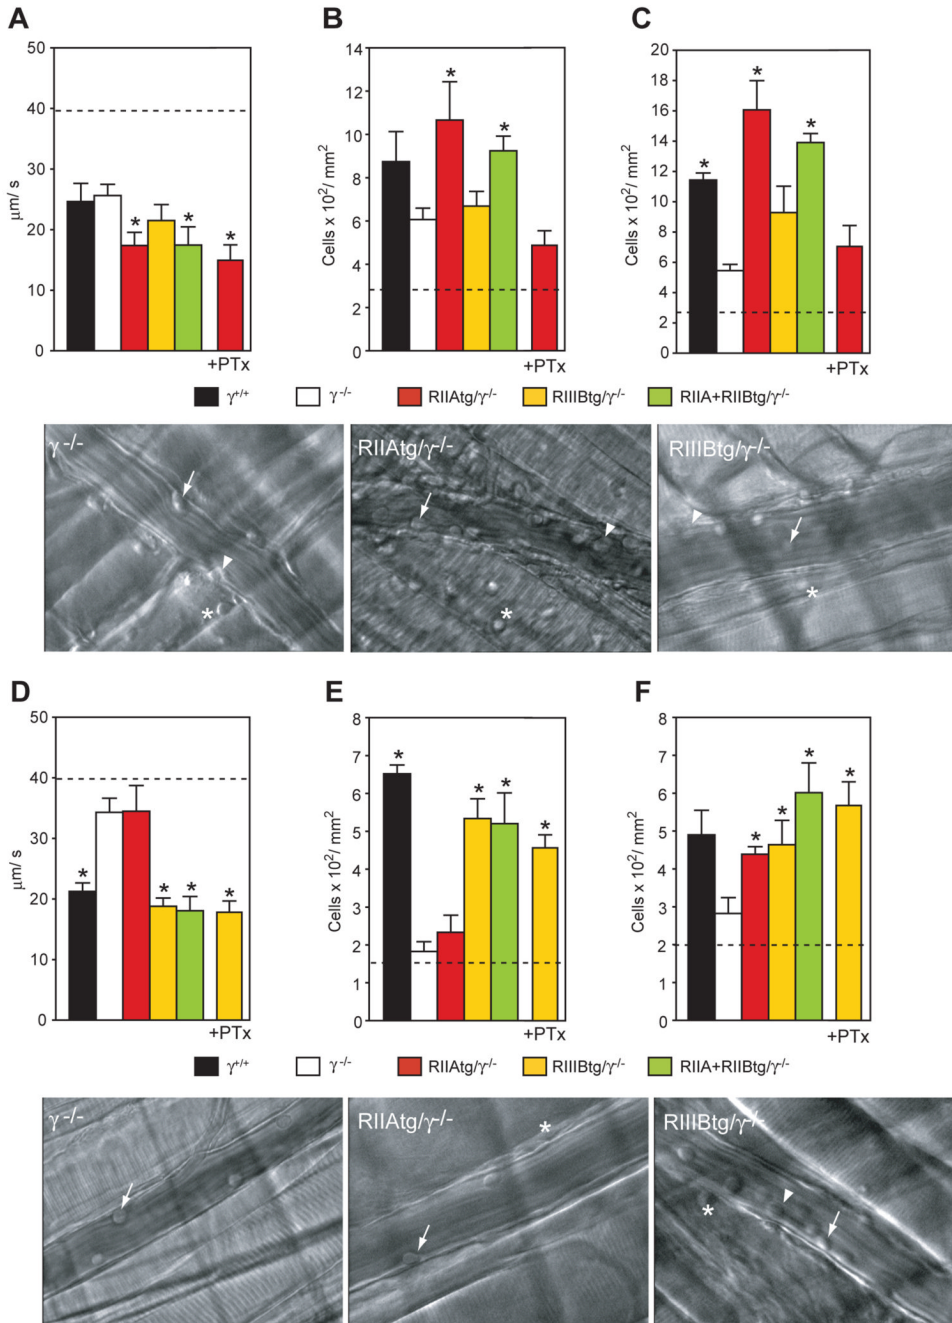 A
B
C
50
40
30
20
10
0
μm/ s
*
*
*
+PTx
14
12
10
8
6
4
2
0
Cells x 10²/ mm²
*
*
+PTx
20
18
16
14
12
10
8
6
4
2
0
Cells x 10²/ mm²
*
*
*
+PTx
γ+/+
γ-/-
RIIAtg/γ-/-
RIIIBtg/γ-/-
RIIA+RIIBtg/γ-/-
γ -/-
*
RIIAtg/γ-/-
*
RIIIBtg/γ-/-
*
D
E
F
50
40
30
20
10
0
μm/ s
*
*
*
*
+PTx
8
7
6
5
4
3
2
1
0
Cells x 10²/ mm²
*
*
*
*
+PTx
8
7
6
5
4
3
2
1
0
Cells x 10²/ mm²
*
*
*
*
+PTx
γ+/+
γ-/-
RIIAtg/γ-/-
RIIIBtg/γ-/-
RIIA+RIIBtg/γ-/-
γ -/-
RIIAtg/γ-/-
*
RIIIBtg/γ-/-
*